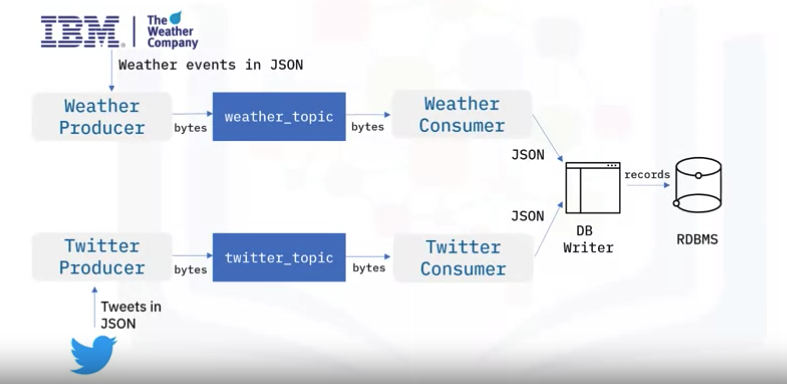 IBM®
The
Weather
Company
Weather events in JSON
Weather
Producer
bytes
weather_topic
bytes
Weather
Consumer
JSON
records
JSON
DB
Writer
RDBMS
Twitter
Producer
bytes
twitter_topic
bytes
Twitter
Consumer
Tweets in
JSON